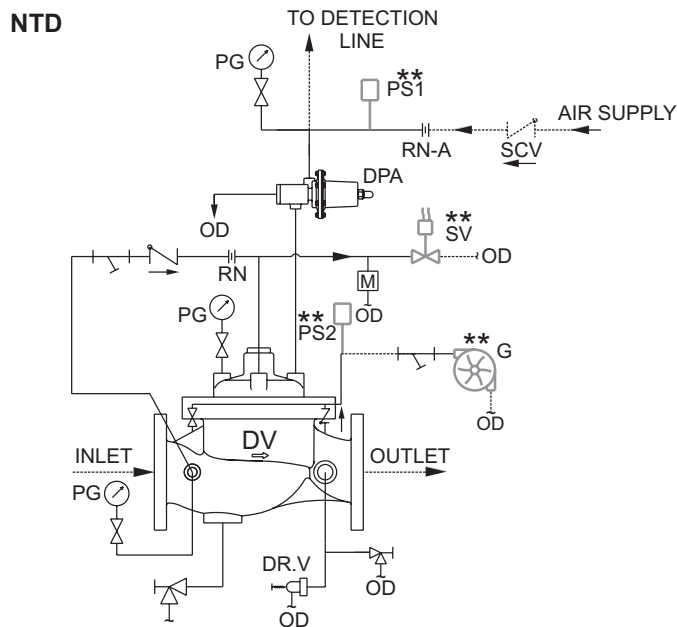 NTD
TO DETECTION
LINE
PG
**
PS1
AIR SUPPLY
RN-A
SCV
DPA
OD
**
SV
OD
RN
M
OD
PG
**
PS2
**
G
OD
DV
INLET
OUTLET
PG
DR.V
OD
OD